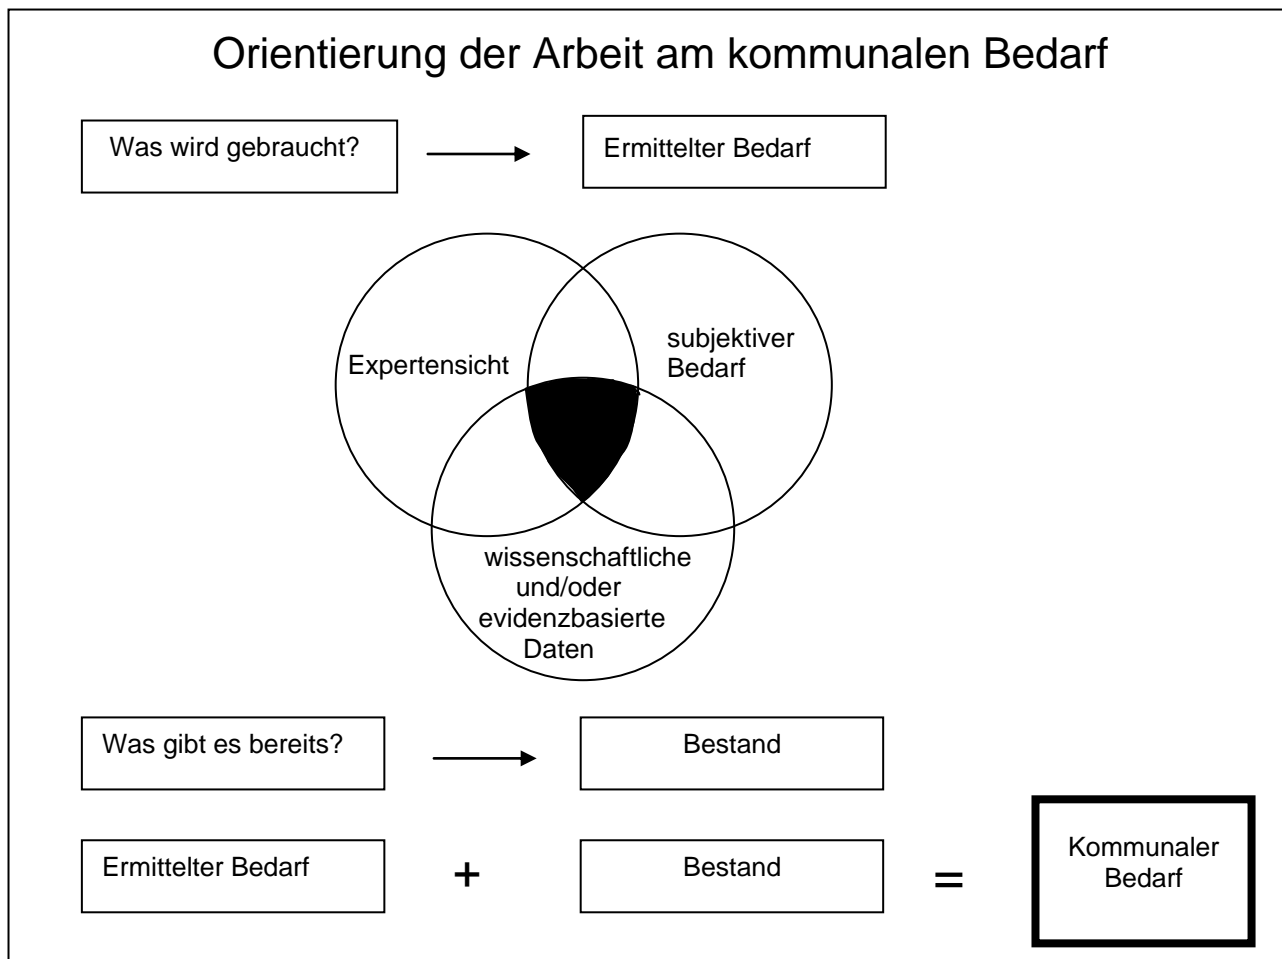 Orientierung der Arbeit am kommunalen Bedarf
Was wird gebraucht?
Ermittelter Bedarf
Expertensicht
subjektiver
Bedarf
wissenschaftliche
und/oder
evidenzbasierte
Daten
Was gibt es bereits?
Bestand
Ermittelter Bedarf
+
Bestand
=
Kommunaler
Bedarf